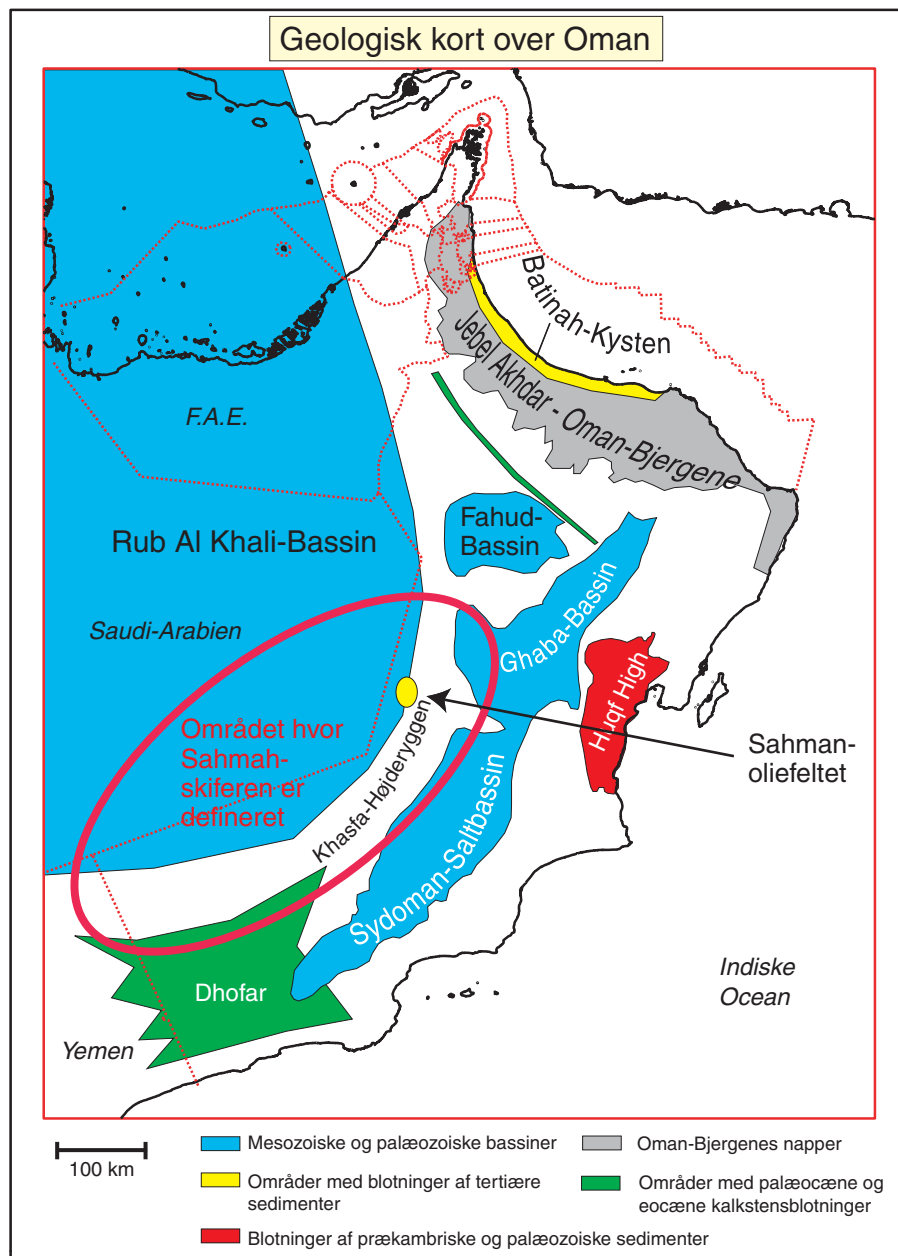 Geologisk kort over Oman
Batinah-Kysten
Jebel Akhdar - Oman-Bjergene
F.A.E.
Fahud-
Bassin
Rub Al Khali-Bassin
Ghaba-Bassin
Saudi-Arabien
Huqf High
Området hvor
Sahmah-
skiferen er
defineret
Khasfa-Højderyggen
Sahman-
oliefeltet
Sydoman-Saltbassin
Dhofar
Indiske
Ocean
Yemen
100 km
Mesozoiske og palæozoiske bassiner
Områder med blotninger af tertiære
sedimenter
Blotninger af prækambriske og palæozoiske sedimenter
Oman-Bjergenes napper
Områder med palæocæne og
eocæne kalkstensblotninger